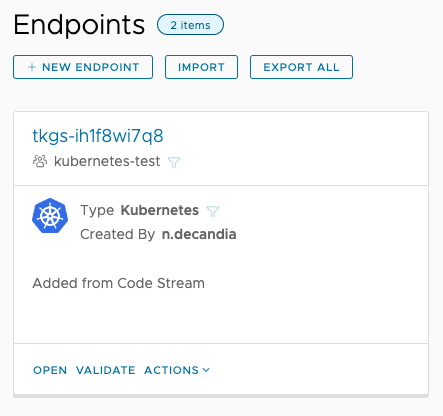 Endpoints 2 items
+ NEW ENDPOINT IMPORT EXPORT ALL
tkgs-ih1f8wi7q8
kubernetes-test
Type Kubernetes
Created By n.decandia
Added from Code Stream
OPEN VALIDATE ACTIONS